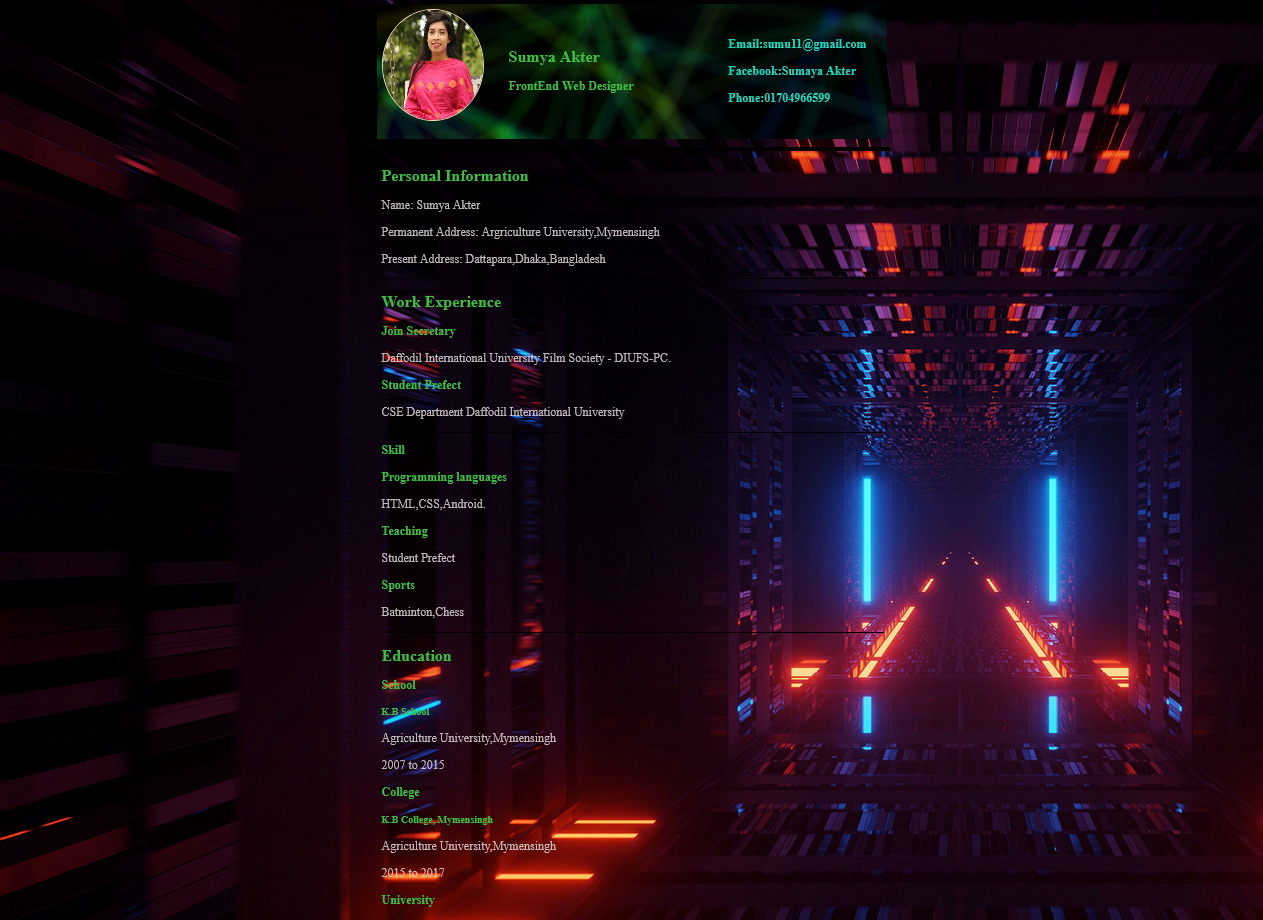 Sumya Akter
FrontEnd Web Designer
Email:sumu11@gmail.com
Facebook:Sumaya Akter
Phone:01704966599
Personal Information
Name: Sumya Akter
Permanent Address: Argriculture University,Mymensingh
Present Address: Dattapara,Dhaka,Bangladesh
Work Experience
Join Secretary
Daffodil International University Film Society - DIUFS-PC.
Student Prefect
CSE Department Daffodil International University
Skill
Programming languages
HTML,CSS,Android.
Teaching
Student Prefect
Sports
Batminton,Chess
Education
School
K.B School
Agriculture University,Mymensingh
2007 to 2015
College
K.B College, Mymensingh
Agriculture University,Mymensingh
2015 to 2017
University